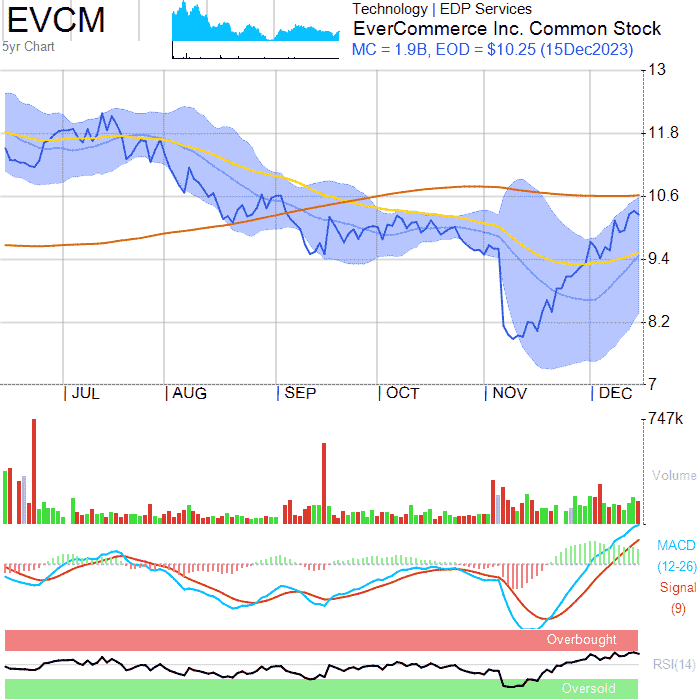 EVCM
5yr Chart
Technology | EDP Services
EverCommerce Inc. Common Stock
MC = 1.9B, EOD = $10.25 (15Dec2023)
13
11.8
10.6
9.4
8.2
7
| JUL | AUG | SEP | OCT | NOV | DEC
747k
Volume
MACD
(12-26)
Signal
(9)
Overbought
RSI(14)
Oversold